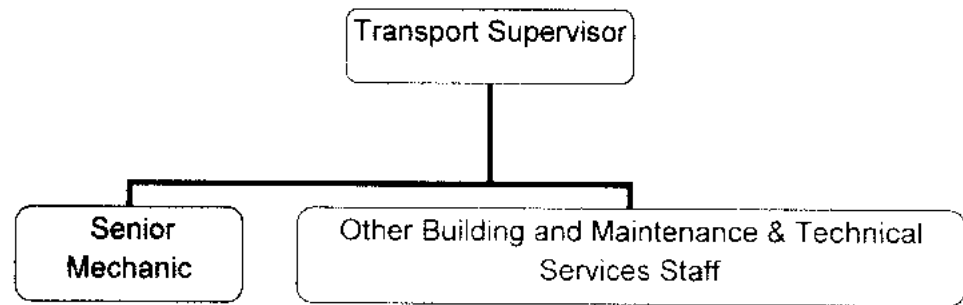 Transport Supervisor
Senior
Mechanic
Other Building and Maintenance & Technical
Services Staff